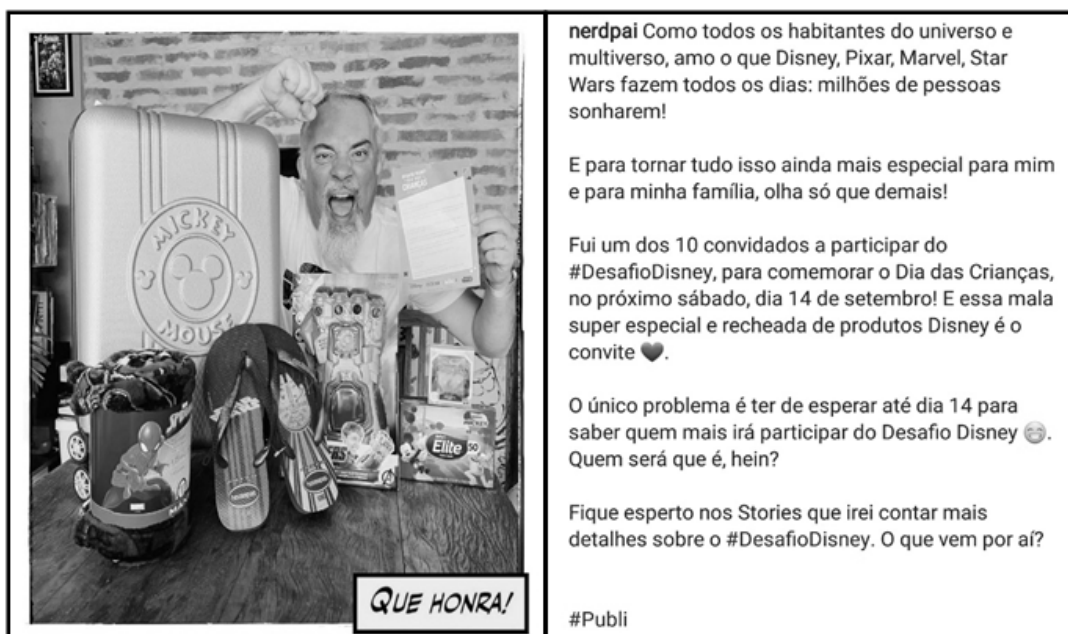 MICKEY
MOUSE
Elite
50
QUE HONRA!
nerdpai Como todos os habitantes do universo e
multiverso, amo o que Disney, Pixar, Marvel, Star
Wars fazem todos os dias: milhões de pessoas
sonharem!
E para tornar tudo isso ainda mais especial para mim
e para minha família, olha só que demais!
Fui um dos 10 convidados a participar do
#DesafioDisney, para comemorar o Dia das Crianças,
no próximo sábado, dia 14 de setembro! E essa mala
super especial e recheada de produtos Disney é o
convite 🖤.
O único problema é ter de esperar até dia 14 para
saber quem mais irá participar do Desafio Disney 😁.
Quem será que é, hein?
Fique esperto nos Stories que irei contar mais
detalhes sobre o #DesafioDisney. O que vem por aí?
#Publi